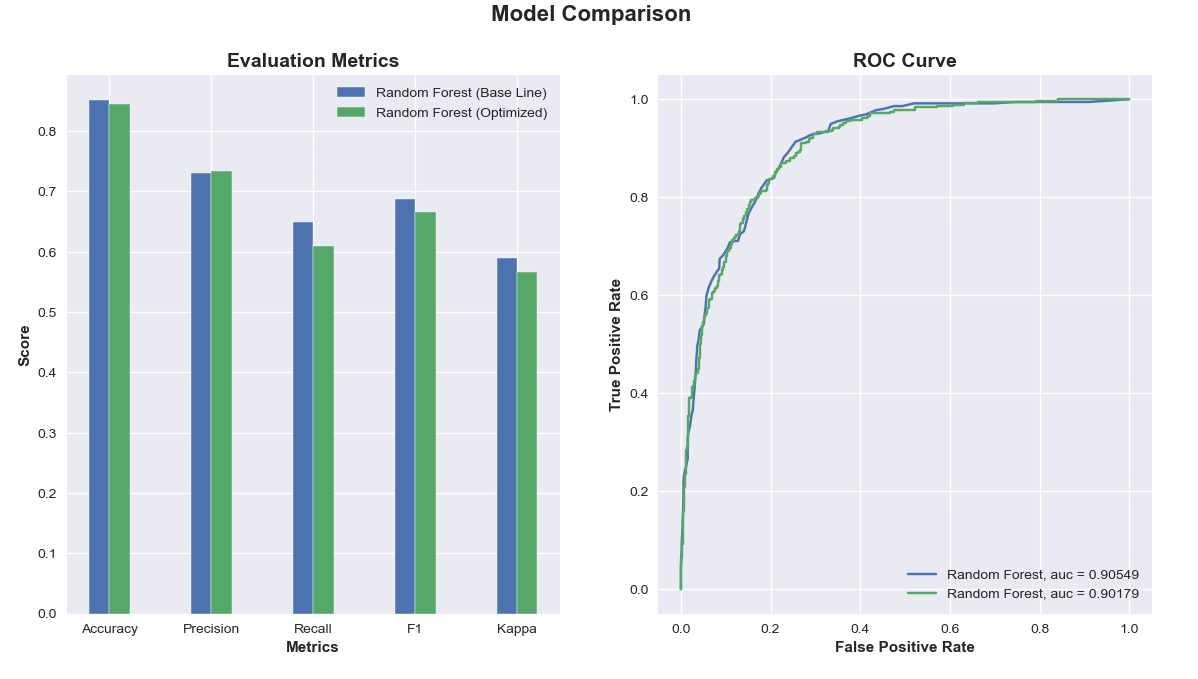 Model Comparison
Evaluation Metrics
Random Forest (Base Line)
Random Forest (Optimized)
Score
0.8
0.7
0.6
0.5
0.4
0.3
0.2
0.1
0.0
Accuracy Precision Recall F1 Kappa
Metrics
ROC Curve
True Positive Rate
1.0
0.8
0.6
0.4
0.2
0.0
Random Forest, auc = 0.90549
Random Forest, auc = 0.90179
0.0 0.2 0.4 0.6 0.8 1.0
False Positive Rate